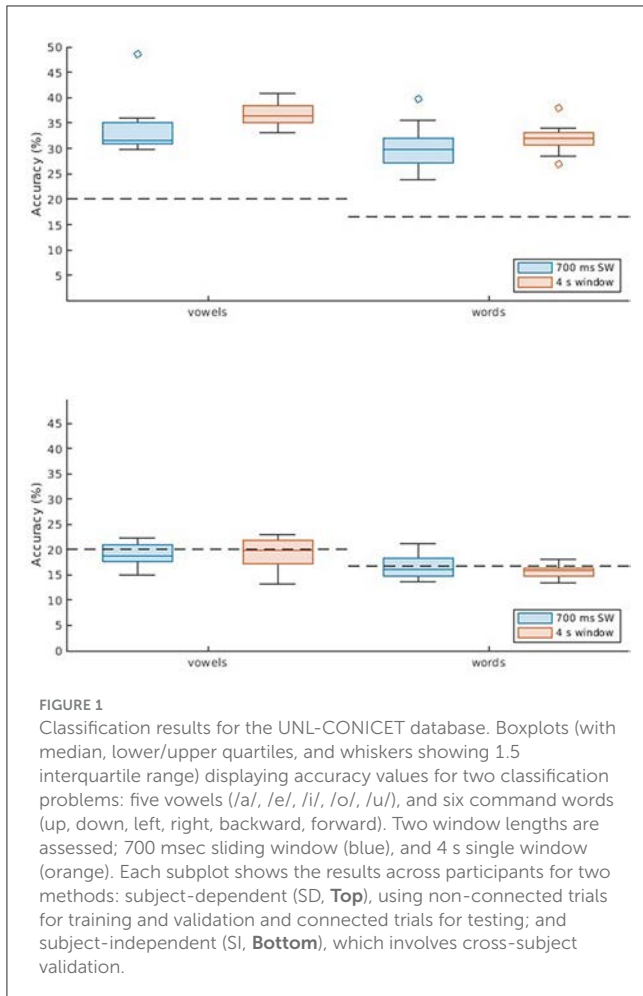 50
45
40
35
30
25
20
15
10
5
Accuracy (%)
700 ms SW
4 s window
vowels words
45
40
35
30
25
20
15
10
5
0
Accuracy (%)
700 ms SW
4 s window
vowels words
FIGURE 1
Classification results for the UNL-CONICET database. Boxplots (with
median, lower/upper quartiles, and whiskers showing 1.5
interquartile range) displaying accuracy values for two classification
problems: five vowels (/a/, /e/, /i/, /o/, /u/), and six command words
(up, down, left, right, backward, forward). Two window lengths are
assessed; 700 msec sliding window (blue), and 4 s single window
(orange). Each subplot shows the results across participants for two
methods: subject-dependent (SD, Top), using non-connected trials
for training and validation and connected trials for testing; and
subject-independent (SI, Bottom), which involves cross-subject
validation.